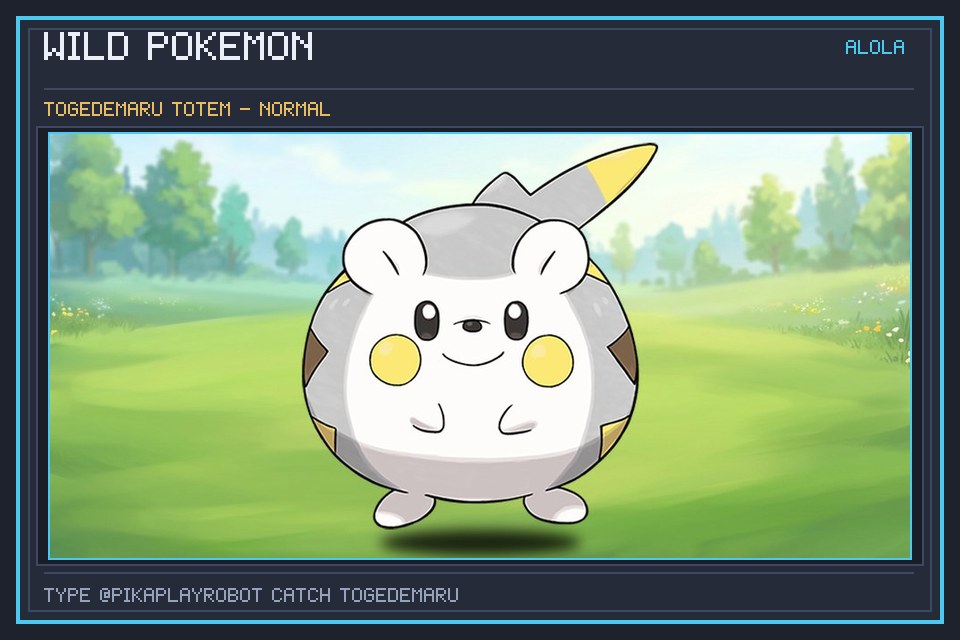 WILD POKEMON
ALOLA
TOGEDEMARU TOTEM - NORMAL
TYPE @PIKAPLAYROBOT CATCH TOGEDEMARU